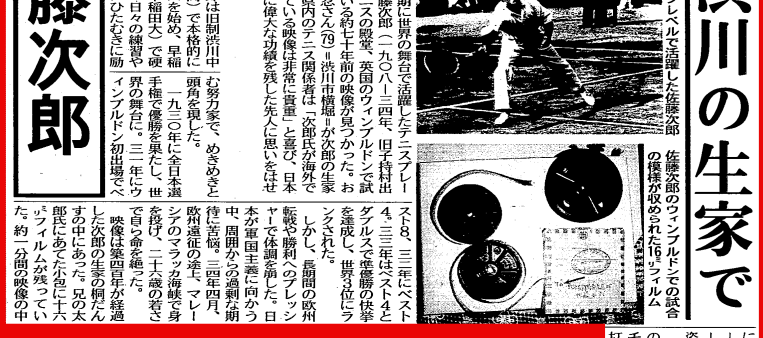 川の生家で
レベルで活躍した佐藤次郎
佐藤次郎のウィンブルドンでの試合
の模様が収められた16㍉フィルム
期に世界の舞台で活躍したテニスプレー
佐藤次郎（一九〇八―三四年、旧子持村出
ニスの殿堂、英国のウィンブルドンで試
いる約七十年前の映像が見つかった。お
さん(79)＝渋川市横堀＝が次郎の生家
県内のテニス関係者は「次郎氏が海外で
ている映像は非常に貴重」と喜び、日本
に偉大な功績を残した先人に思いをはせ
藤次郎
は旧制渋川中
）で本格的に
を始め、早稲
稲田大）で硬
日々の練習や
ひたむきに励
む努力家で、めきめきと
頭角を現した。
一九三〇年に全日本選
手権で優勝を果たし、世
界の舞台に。三一年にウ
ィンブルドン初出場でベ
スト8、三二年にベスト
4。三三年はベスト4と
ダブルスで準優勝の快挙
を達成し、世界3位にラ
ンクされた。
しかし、長期間の欧州
転戦や勝利へのプレッシ
ャーで体調を崩した。日
本が軍国主義に向かう
中、周囲からの過剰な期
待に苦悩。三四年四月、
欧州遠征の途上、マレー
シアのマラッカ海峡で身
を投げ、二十六歳の若さ
で自ら命を絶った。
映像は築四百年が経過
した次郎の生家の桐だん
すの中にあった。兄の太
郎氏にあてた小包に十六
㍉フィルムが残ってい
た。約一分間の映像の中